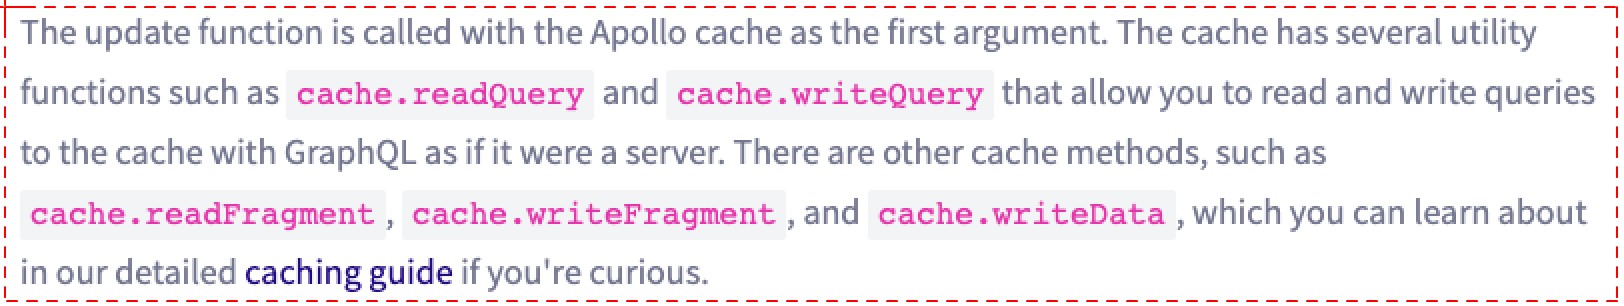 The update function is called with the Apollo cache as the first argument. The cache has several utility
functions such as cache.readQuery and cache.writeQuery that allow you to read and write queries
to the cache with GraphQL as if it were a server. There are other cache methods, such as
cache.readFragment, cache.writeFragment, and cache.writeData, which you can learn about
in our detailed caching guide if you're curious.